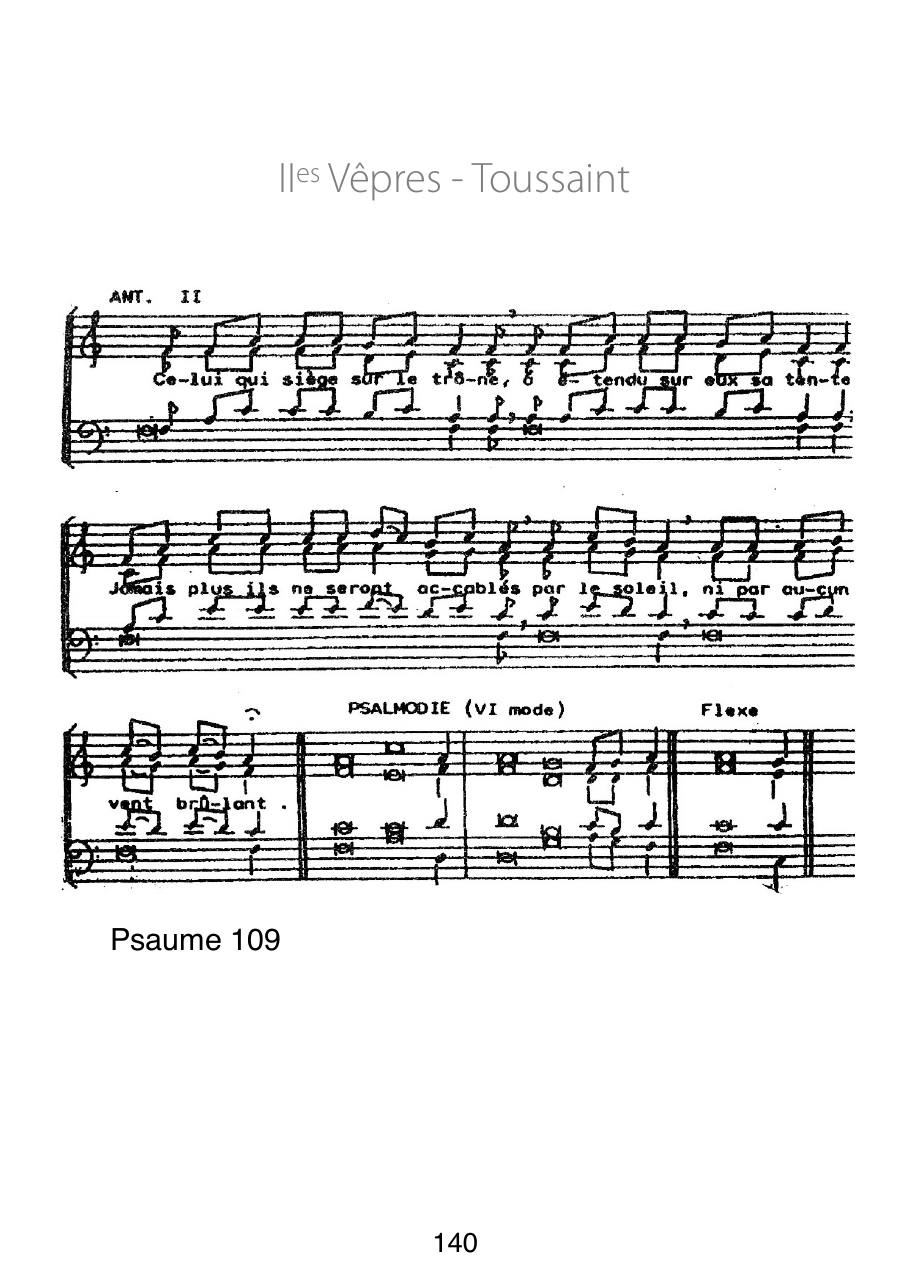 IIes Vêpres - Toussaint
ANT. II
Ce-lui qui siège sur le trô-ne, ô é- tendu sur eux sa ten-te
Jamais plus ils ne seront ac-cablés par le soleil, ni par au-cun
PSALMODIE (VI mode) Flexe
vent brû-lant .
Psaume 109
140